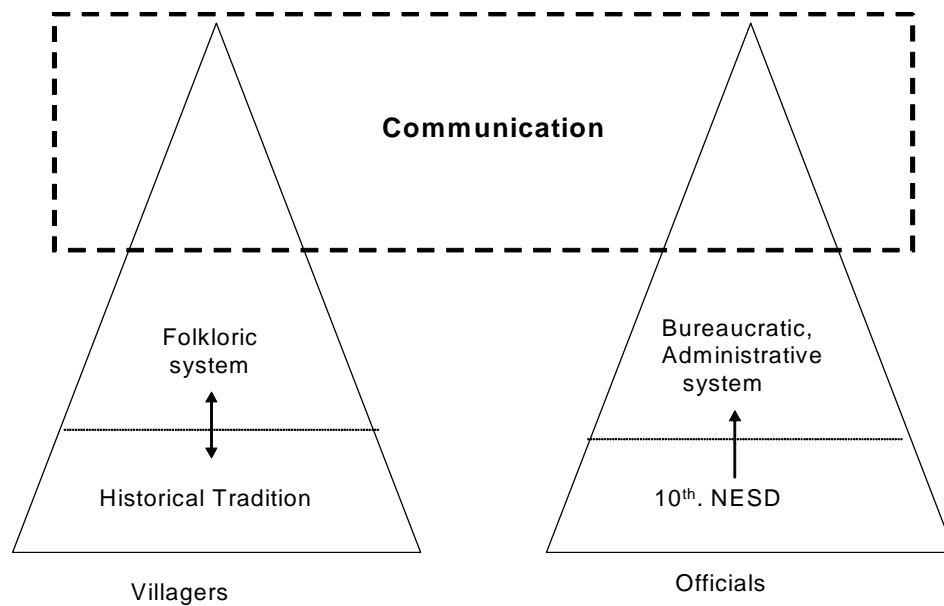 Communication
Folkloric
system
Historical Tradition
Villagers
Bureaucratic,
Administrative
system
10th. NESD
Officials